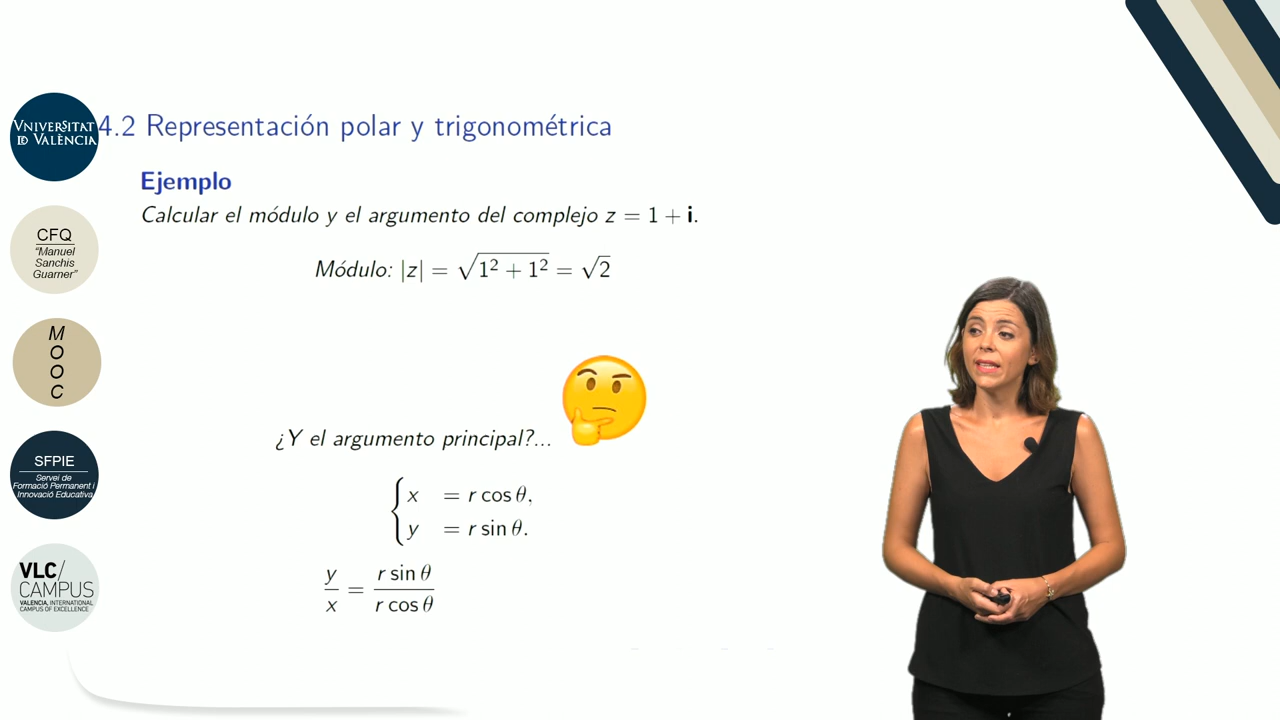 VNIVERSITAT
ID VALÈNCIA
CFQ
"Manuel
Sanchis
Guarner"
M
O
O
C
SFPIE
Servei de
Formació Permanent i
Innovació Educativa
VLC/
CAMPUS
VALENCIA, INTERNATIONAL
CAMPUS OF EXCELLENCE
4.2 Representación polar y trigonométrica
Ejemplo
Calcular el módulo y el argumento del complejo z = 1 + i.
Módulo: |z| = √(1² + 1²) = √2
¿Y el argumento principal?...
{ x = r cos θ,
y = r sin θ.
y/x = r sin θ / r cos θ